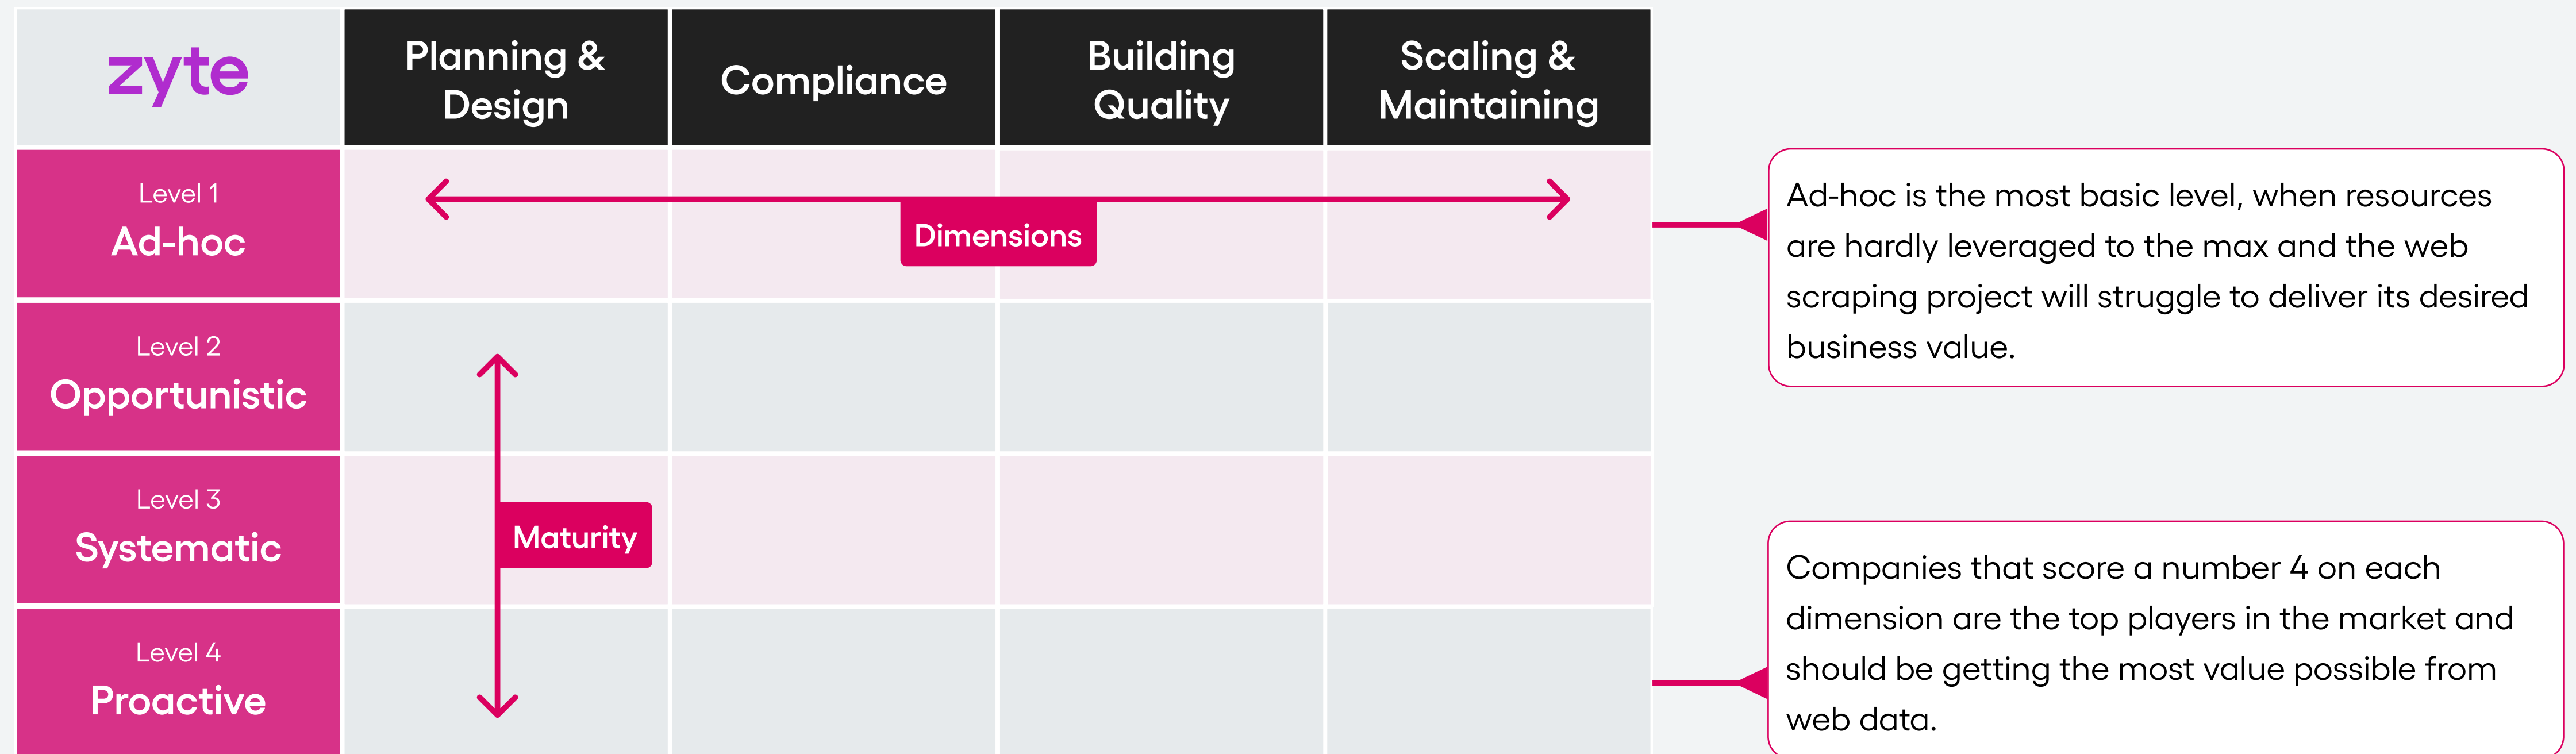 zyte
Planning &
Design
Compliance
Building
Quality
Scaling &
Maintaining
Level 1
Ad-hoc
Dimensions
Ad-hoc is the most basic level, when resources
are hardly leveraged to the max and the web
scraping project will struggle to deliver its desired
business value.
Level 2
Opportunistic
Level 3
Systematic
Maturity
Level 4
Proactive
Companies that score a number 4 on each
dimension are the top players in the market and
should be getting the most value possible from
web data.